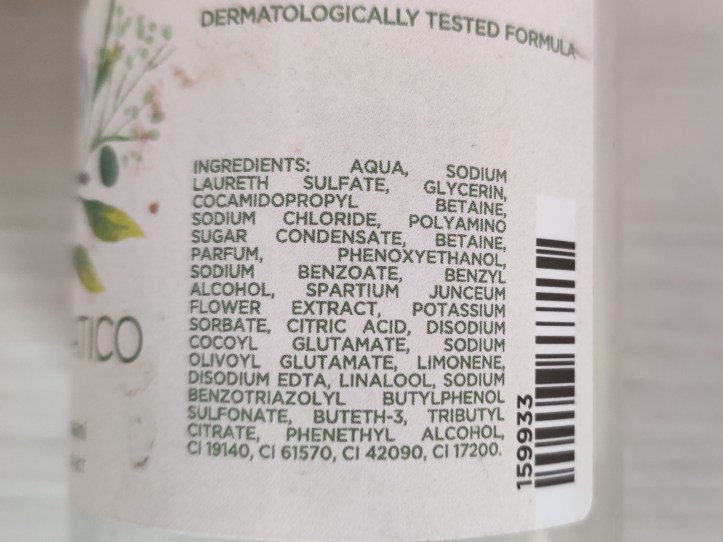 DERMATOLOGICALLY TESTED FORMULA
INGREDIENTS: AQUA, SODIUM
LAURETH SULFATE, GLYCERIN,
COCAMIDOPROPYL BETAINE,
SODIUM CHLORIDE, POLYAMINO
SUGAR CONDENSATE, BETAINE,
PARFUM, PHENOXYETHANOL,
SODIUM BENZOATE, BENZYL
ALCOHOL, SPARTIUM JUNCEUM
FLOWER EXTRACT, POTASSIUM
SORBATE, CITRIC ACID, DISODIUM
COCOYL GLUTAMATE, SODIUM
OLIVOYL GLUTAMATE, LIMONENE,
DISODIUM EDTA, LINALOOL, SODIUM
BENZOTRIAZOLYL BUTYLPHENOL
SULFONATE, BUTETH-3, TRIBUTYL
CITRATE, PHENETHYL ALCOHOL,
CI 19140, CI 61570, CI 42090, CI 17200.
159933
TICO